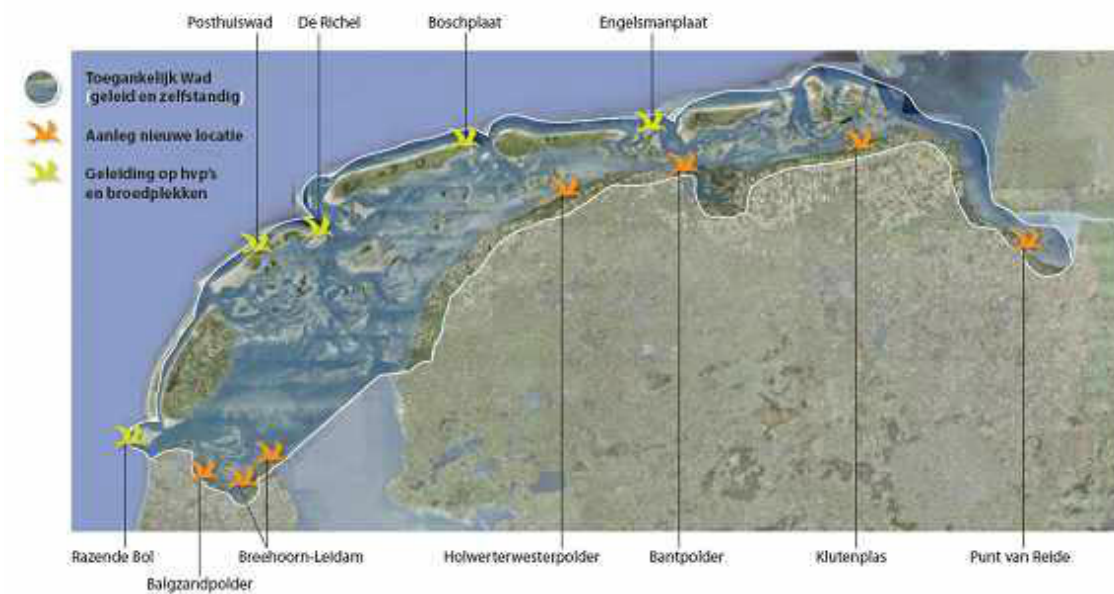 Posthuiswad
De Richel
Boschplaat
Engelsmanplaat
Toegankelijk Wad
geleid en zelfstandig)
Aanleg nieuwe locatie
Geleiding op hvp's
en broedplekken
Razende Bol
Breehoorn-Leidam
Holwerterwesterpolder
Bantpolder
Klutenplas
Punt van Reide
Balgzandpolder